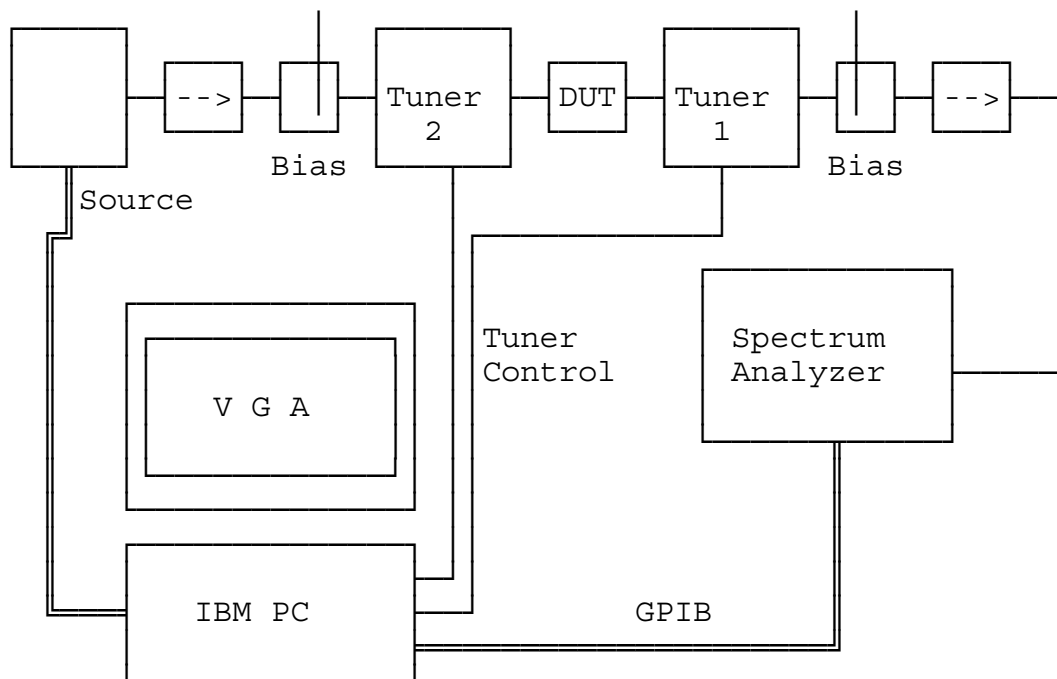 -->
Tuner
2
DUT
Tuner
1
-->
Bias
Bias
Source
Tuner
Control
Spectrum
Analyzer
V G A
IBM PC
GPIB